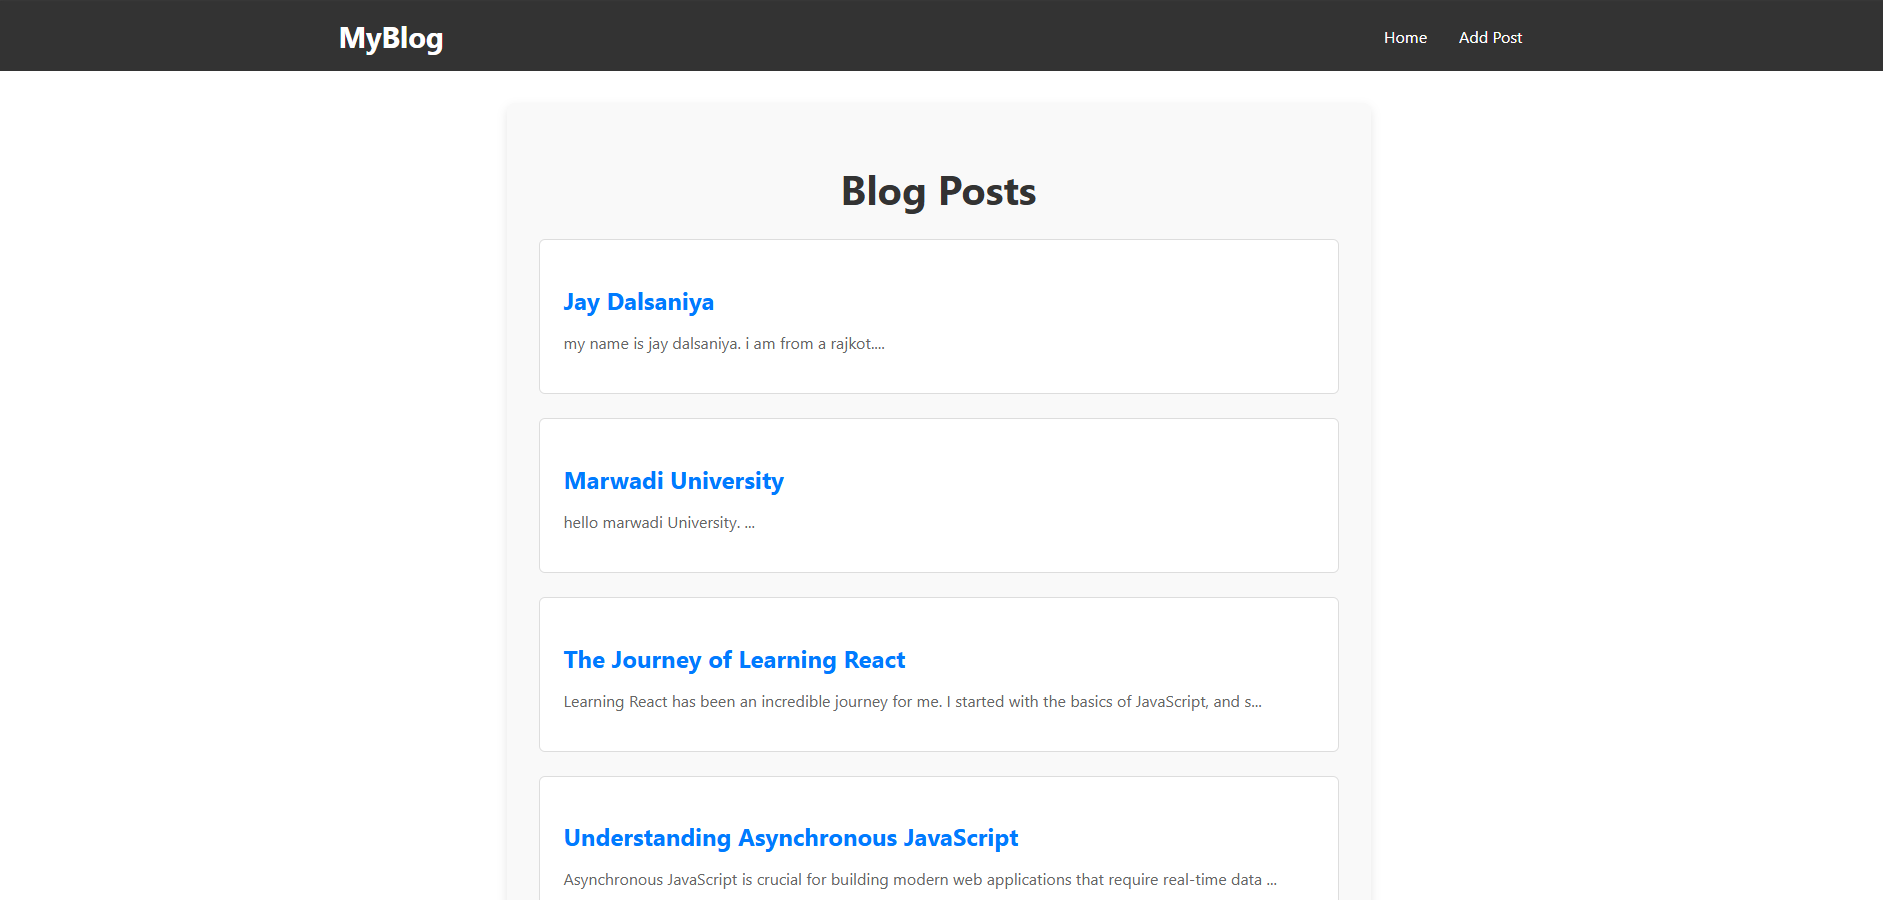 MyBlog
Home Add Post
Blog Posts
Jay Dalsaniya
my name is jay dalsaniya. i am from a rajkot....
Marwadi University
hello marwadi University. ...
The Journey of Learning React
Learning React has been an incredible journey for me. I started with the basics of JavaScript, and s...
Understanding Asynchronous JavaScript
Asynchronous JavaScript is crucial for building modern web applications that require real-time data ...